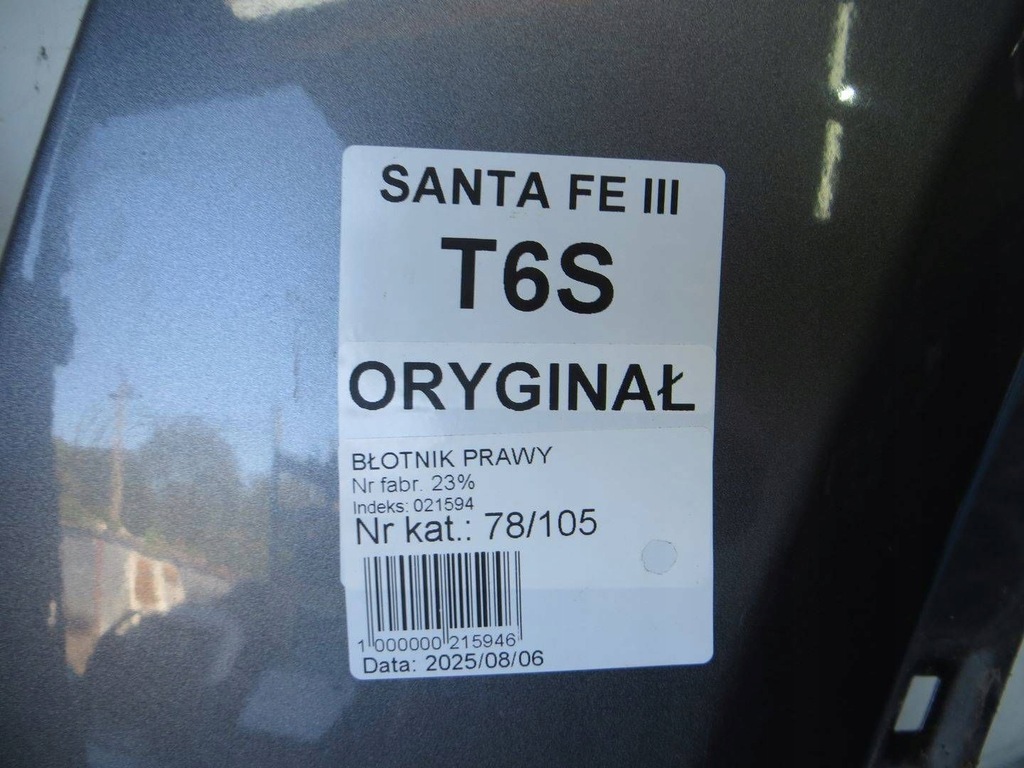 SANTA FE III
T6S
ORYGINAŁ
BŁOTNIK PRAWY
Nr fabr. 23%
Indeks: 021594
Nr kat.: 78/105
1 000000 215946
Data: 2025/08/06